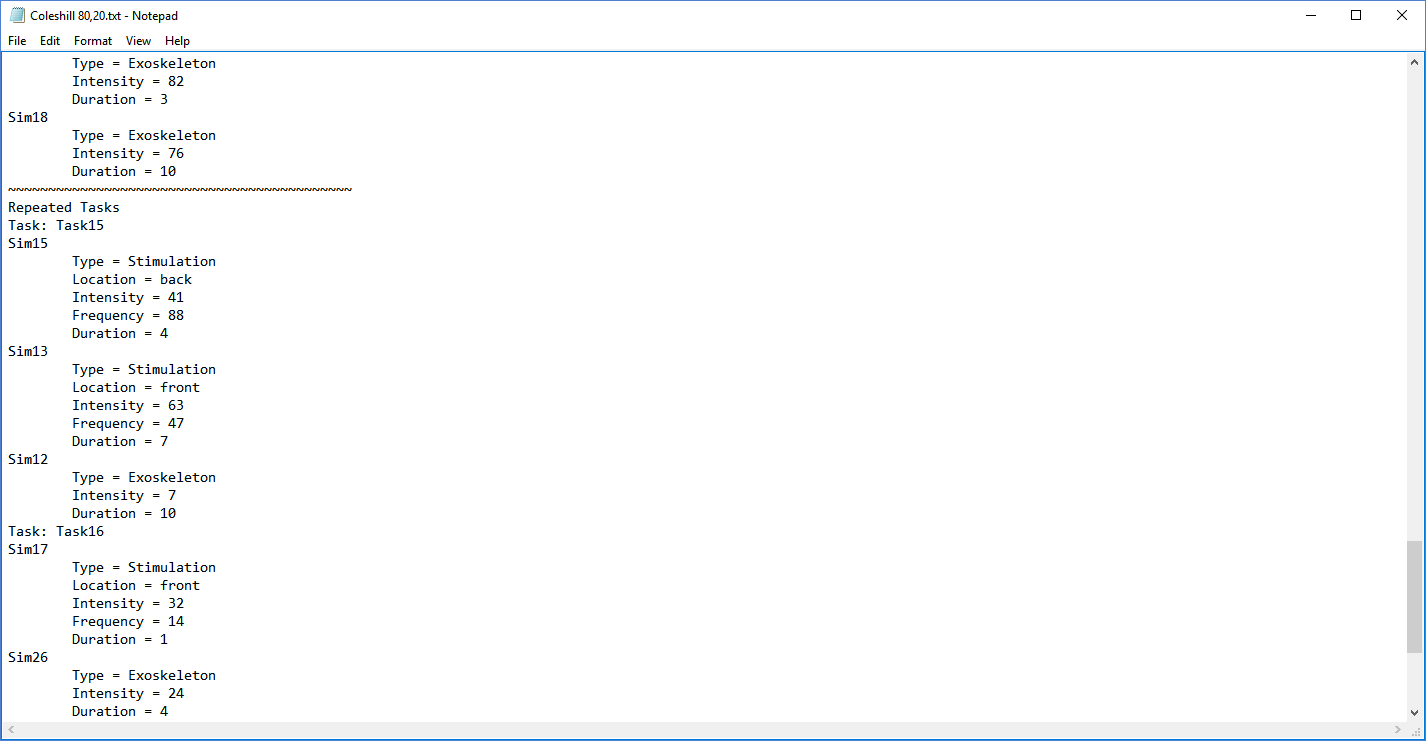 Coleshill 80,20.txt - Notepad
File Edit Format View Help
Type = Exoskeleton
Intensity = 82
Duration = 3
Sim18
Type = Exoskeleton
Intensity = 76
Duration = 10
~~~~~~~~~~~~~~~~~~~~~~~~~~~~~~~~~~~~~~~~~~~
Repeated Tasks
Task: Task15
Sim15
Type = Stimulation
Location = back
Intensity = 41
Frequency = 88
Duration = 4
Sim13
Type = Stimulation
Location = front
Intensity = 63
Frequency = 47
Duration = 7
Sim12
Type = Exoskeleton
Intensity = 7
Duration = 10
Task: Task16
Sim17
Type = Stimulation
Location = front
Intensity = 32
Frequency = 14
Duration = 1
Sim26
Type = Exoskeleton
Intensity = 24
Duration = 4